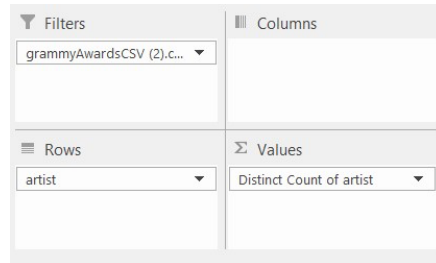 Filters
Columns
grammyAwardsCSV (2).c...
Rows
Σ Values
artist
Distinct Count of artist